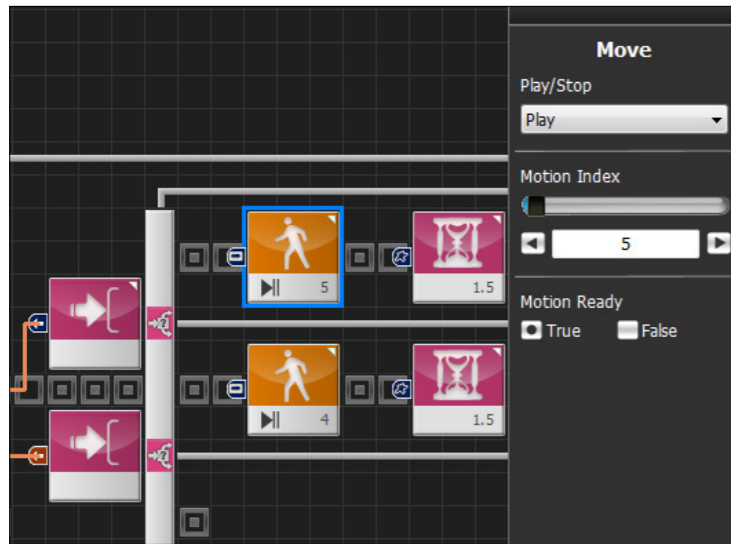 Move
Play/Stop
Play
Motion Index
5
Motion Ready
True False
5
1.5
?
4
1.5
?